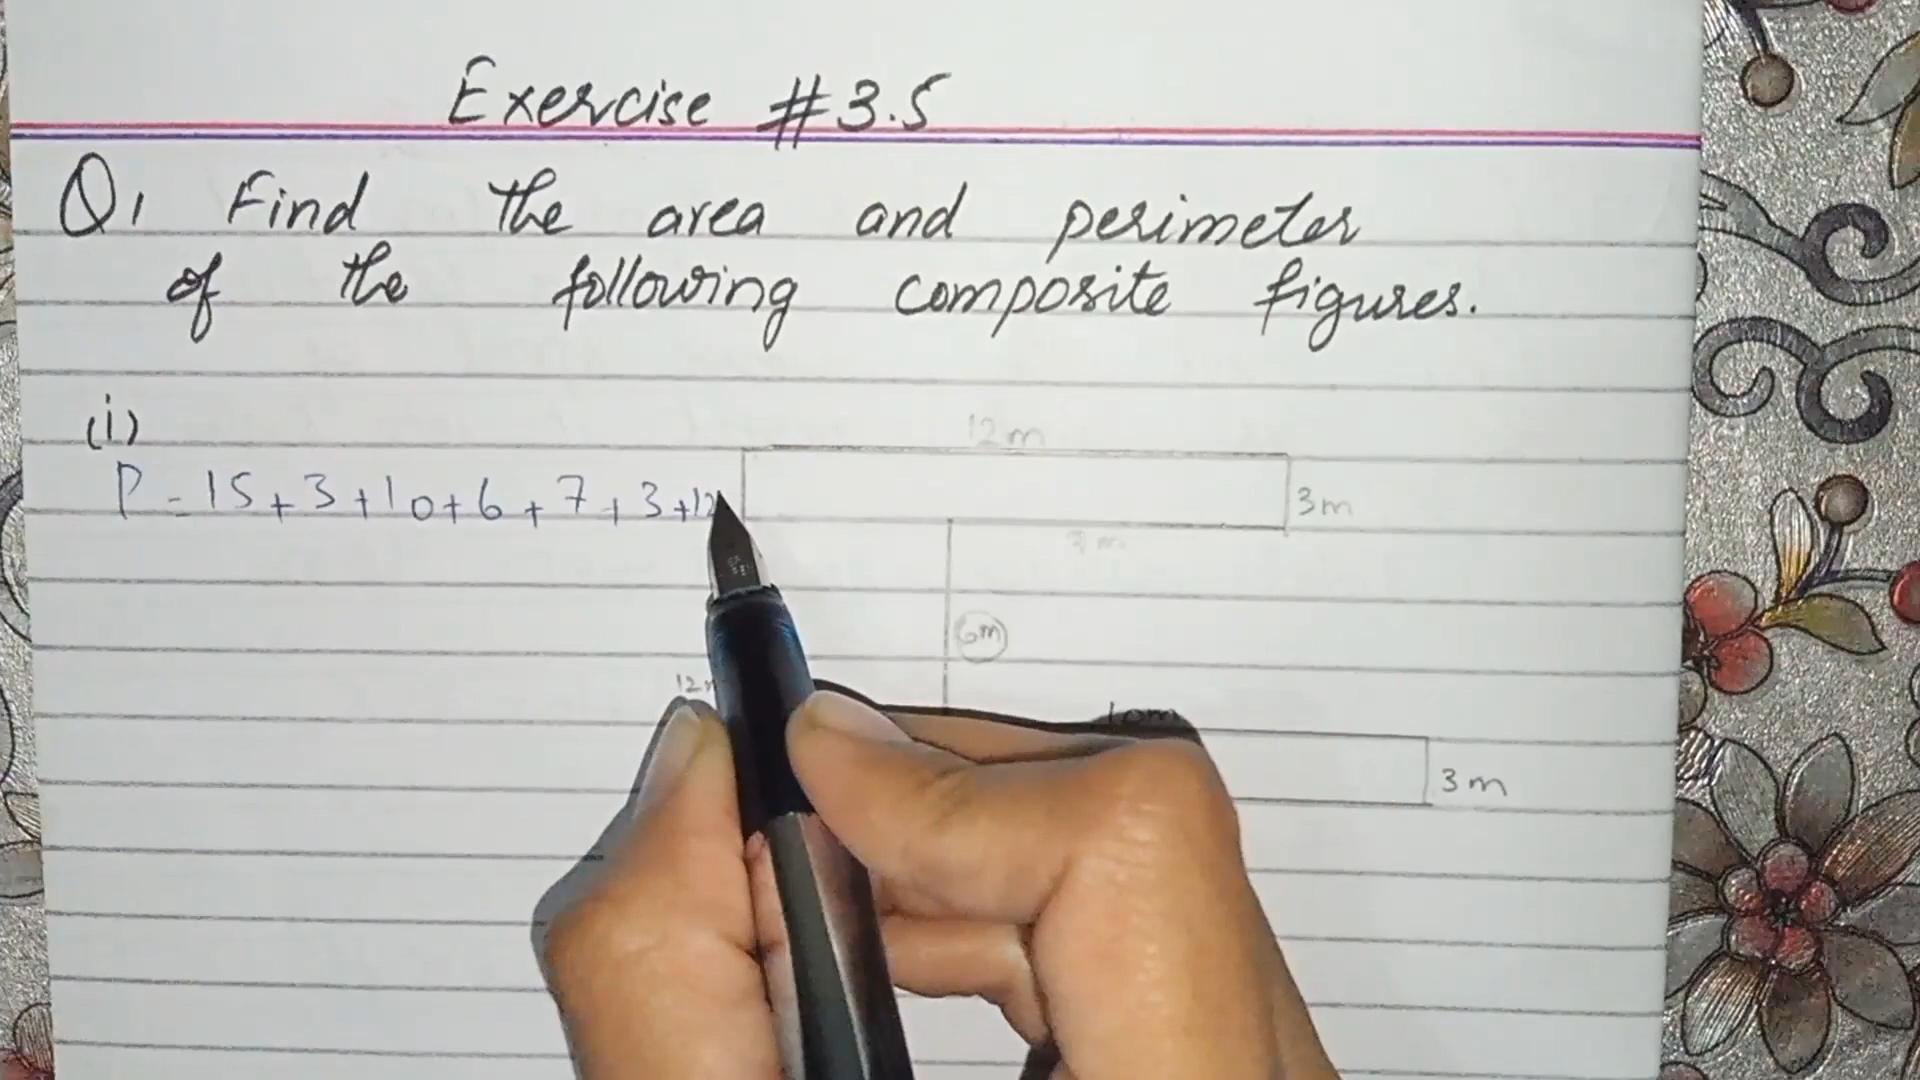 Exercise #3.5
Q1 Find the area and perimeter
of the following composite figures.
(i)
12m
P = 15+3+10+6+7+3+12
3m
m
6m
10m
3m